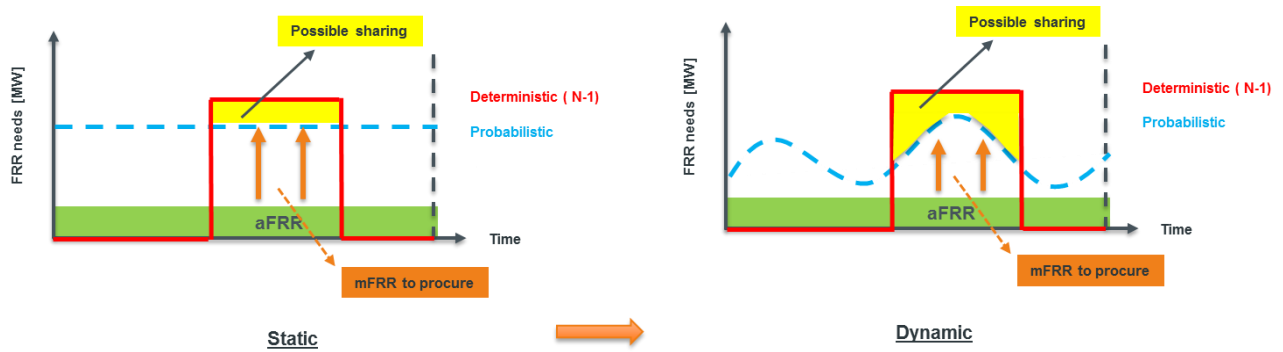 Possible sharing
FRR needs [MW]
Deterministic ( N-1)
Probabilistic
aFRR
Time
mFRR to procure
Static
Possible sharing
FRR needs [MW]
Deterministic ( N-1)
Probabilistic
aFRR
Time
mFRR to procure
Dynamic